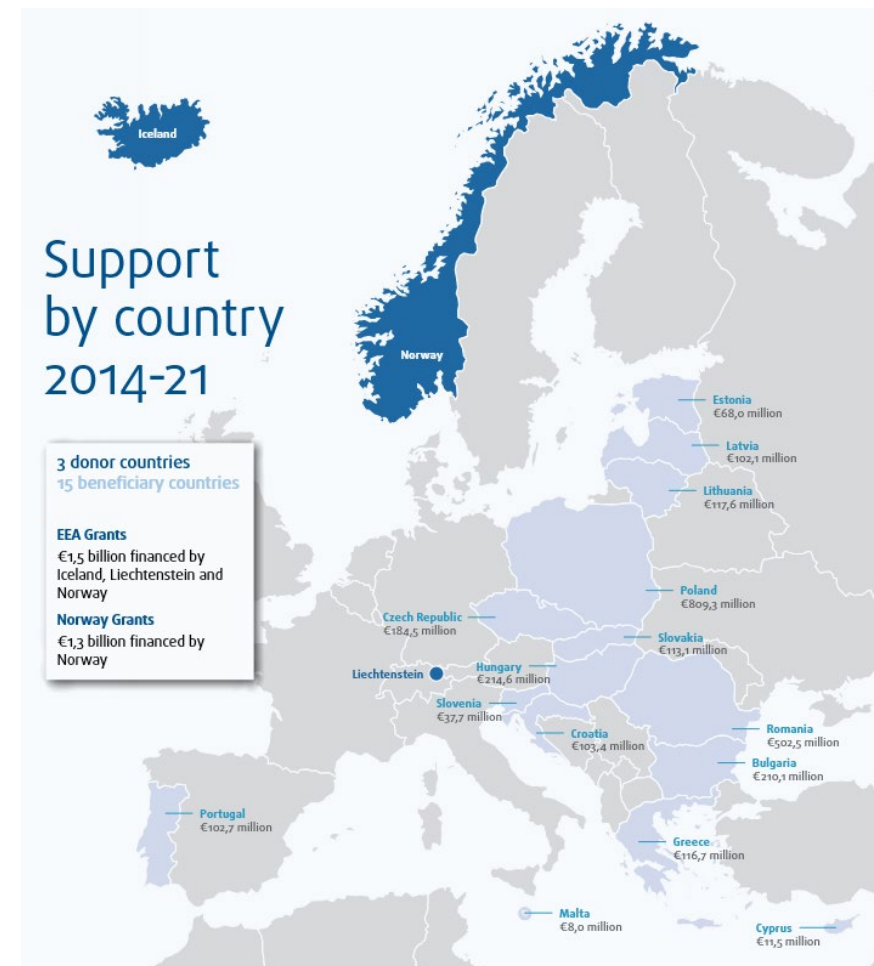 Iceland
Support
by country
2014-21
Norway
3 donor countries
15 beneficiary countries
EEA Grants
€1,5 billion financed by
Iceland, Liechtenstein and
Norway
Norway Grants
€1,3 billion financed by
Norway
Estonia
€68,0 million
Latvia
€102,1 million
Lithuania
€117,6 million
Poland
€809,3 million
Czech Republic
€184,5 million
Slovakia
€113,1 million
Hungary
€214,6 million
Liechtenstein
Slovenia
€37,7 million
Croatia
€103,4 million
Romania
€502,5 million
Bulgaria
€210,1 million
Portugal
€102,7 million
Greece
€116,7 million
Malta
€8,0 million
Cyprus
€11,5 million